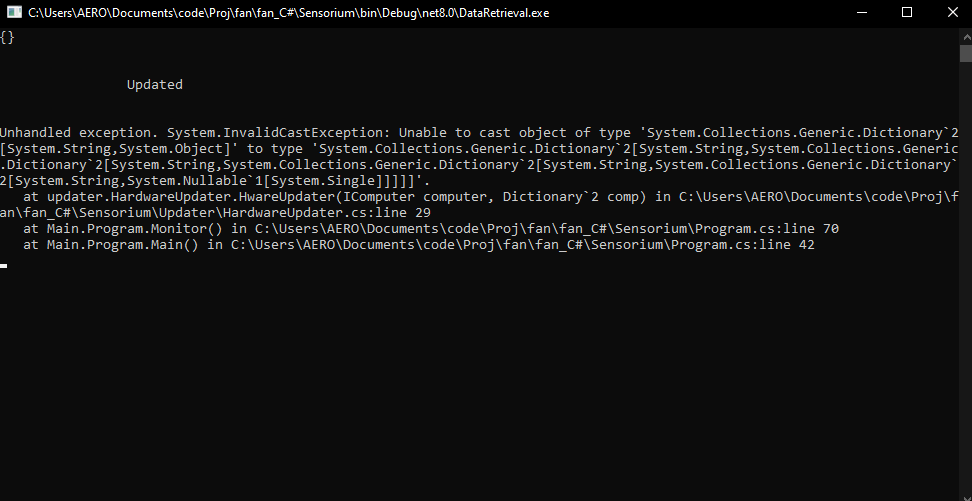 C:\Users\AERO\Documents\code\Proj\fan\fan_C#\Sensorium\bin\Debug\net8.0\DataRetrieval.exe
{}
Updated
Unhandled exception. System.InvalidCastException: Unable to cast object of type 'System.Collections.Generic.Dictionary`2
[System.String,System.Object]' to type 'System.Collections.Generic.Dictionary`2[System.String,System.Collections.Generic
.Dictionary`2[System.String,System.Collections.Generic.Dictionary`2[System.String,System.Collections.Generic.Dictionary`
2[System.String,System.Nullable`1[System.Single]]]]]'.
   at updater.HardwareUpdater.HwareUpdater(IComputer computer, Dictionary`2 comp) in C:\Users\AERO\Documents\code\Proj\f
an\fan_C#\Sensorium\Updater\HardwareUpdater.cs:line 29
   at Main.Program.Monitor() in C:\Users\AERO\Documents\code\Proj\fan\fan_C#\Sensorium\Program.cs:line 70
   at Main.Program.Main() in C:\Users\AERO\Documents\code\Proj\fan\fan_C#\Sensorium\Program.cs:line 42